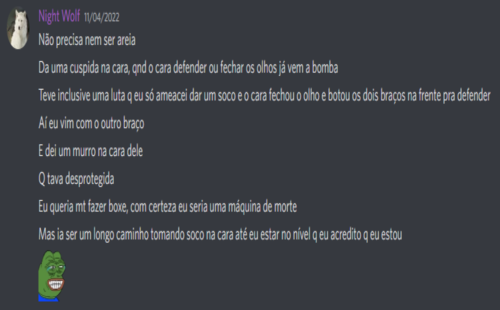 Night Wolf 11/04/2022
Não precisa nem ser areia
Da uma cuspida na cara, qnd o cara defender ou fechar os olhos já vem a bomba
Teve inclusive uma luta q eu só ameacei dar um soco e o cara fechou o olho e botou os dois braços na frente pra defender
Aí eu vim com o outro braço
E dei um murro na cara dele
Q tava desprotegida
Eu queria mt fazer boxe, com certeza eu seria uma máquina de morte
Mas ia ser um longo caminho tomando soco na cara até eu estar no nível q eu acredito q eu estou